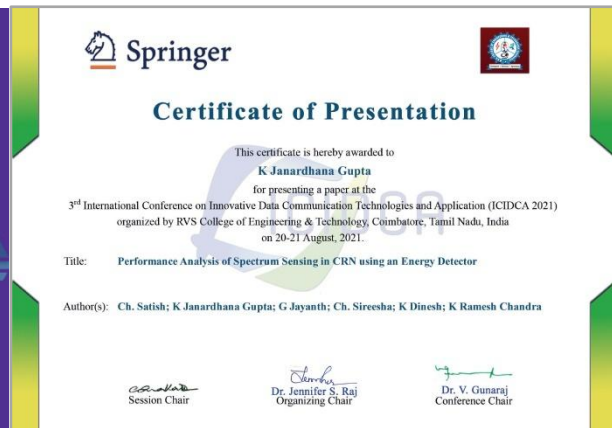 Springer
Certificate of Presentation
This certificate is hereby awarded to
K Janardhana Gupta
for presenting a paper at the
3rd International Conference on Innovative Data Communication Technologies and Application (ICIDCA 2021)
organized by RVS College of Engineering & Technology, Coimbatore, Tamil Nadu, India
on 20-21 August, 2021.
ICIDCA
Title: Performance Analysis of Spectrum Sensing in CRN using an Energy Detector
Author(s): Ch. Satish; K Janardhana Gupta; G Jayanth; Ch. Sireesha; K Dinesh; K Ramesh Chandra
Session Chair
Dr. Jennifer S. Raj
Organizing Chair
Dr. V. Gunaraj
Conference Chair